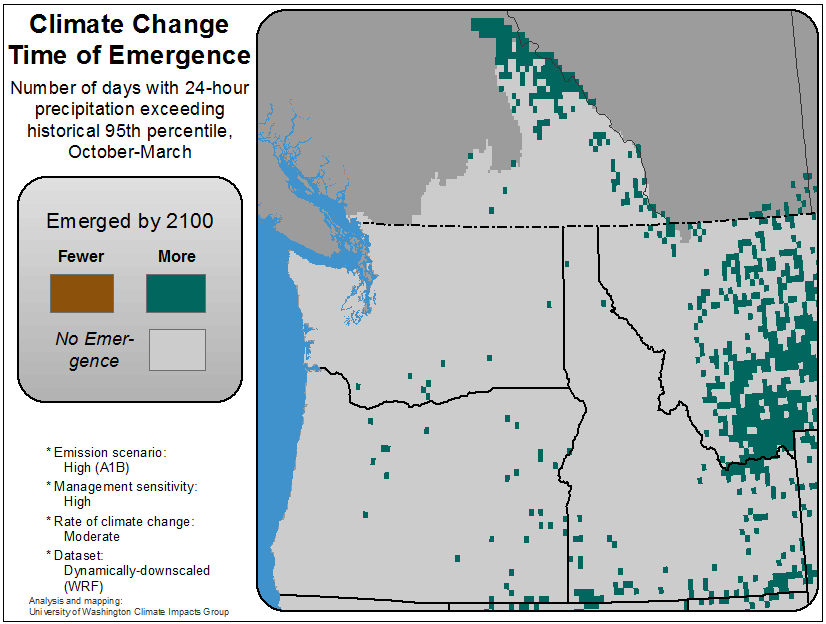 Climate Change
Time of Emergence
Number of days with 24-hour
precipitation exceeding
historical 95th percentile,
October-March
Emerged by 2100
Fewer More
No Emer-
gence
* Emission scenario:
High (A1B)
* Management sensitivity:
High
* Rate of climate change:
Moderate
* Dataset:
Dynamically-downscaled
(WRF)
Analysis and mapping:
University of Washington Climate Impacts Group